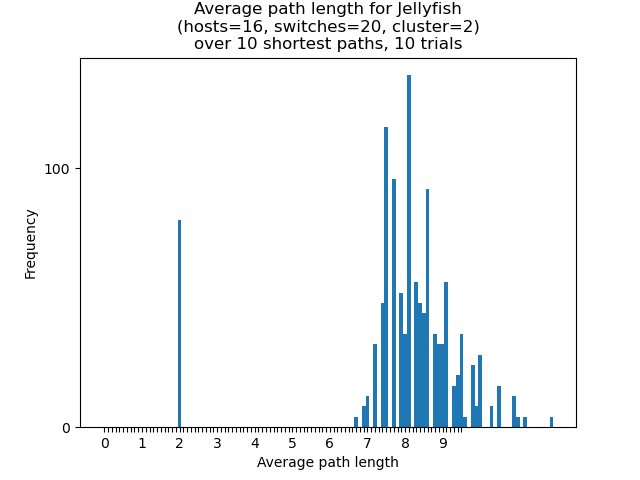 Average path length for Jellyfish
(hosts=16, switches=20, cluster=2)
over 10 shortest paths, 10 trials
100
Frequency
0
0 1 2 3 4 5 6 7 8 9
Average path length